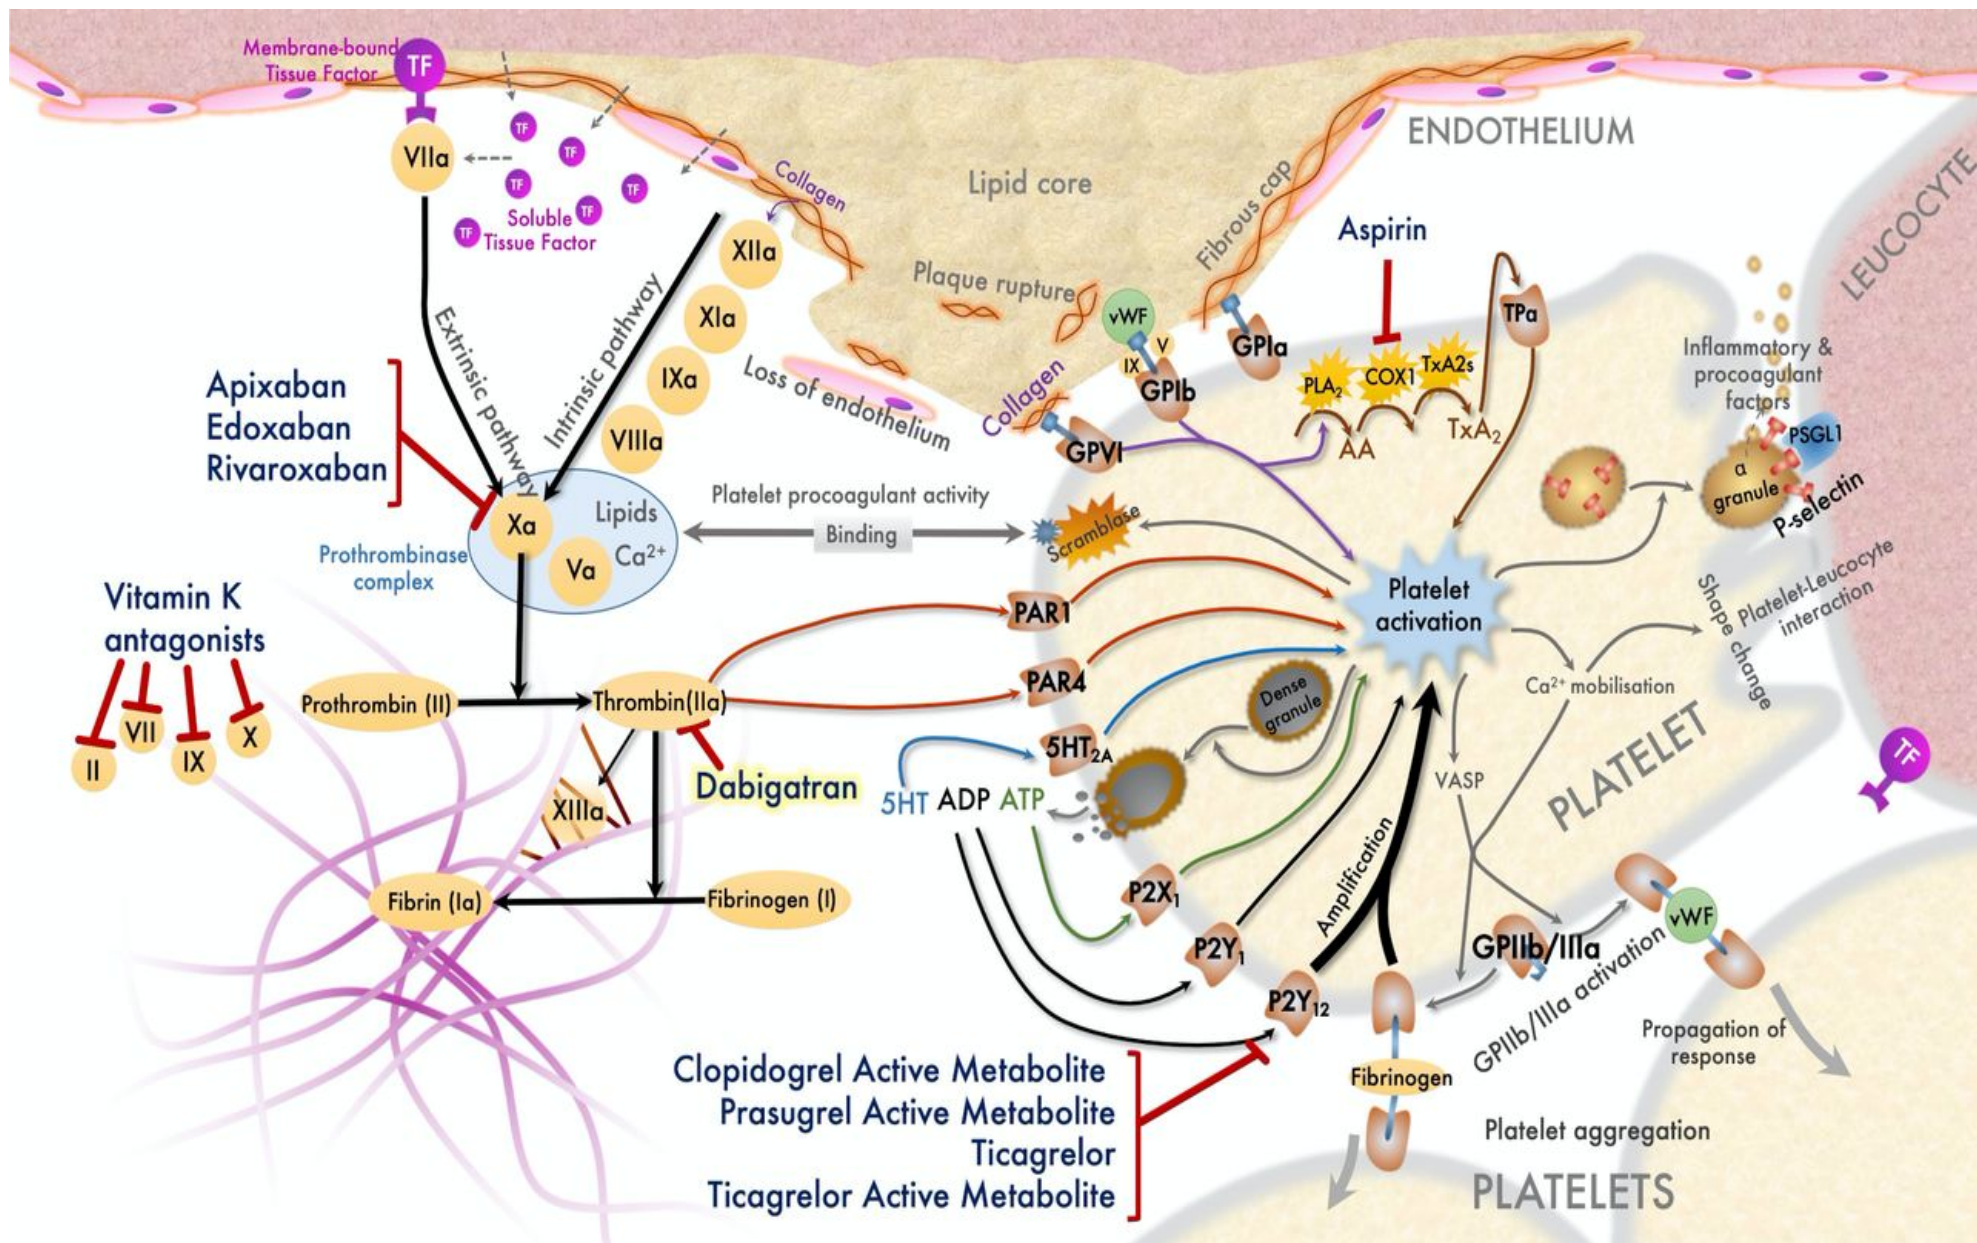 Membrane-bound
Tissue Factor
TF
VIIa
TF
TF
TF
TF
TF
TF
Soluble
Tissue Factor
Collagen
XIIa
XIa
IXa
VIIIa
Extrinsic pathway
Intrinsic pathway
Lipid core
Plaque rupture
Fibrous cap
Loss of endothelium
Collagen
ENDOTHELIUM
LEUCOCYTE
Aspirin
vWF
V
IX
GPIb
GPIa
GPVI
PLA2
COX1
TxA2s
TPa
AA
TxA2
Inflammatory &
procoagulant
factors
PSGL1
α
granule
P-selectin
Apixaban
Edoxaban
Rivaroxaban
Xa
Va
Lipids
Ca2+
Prothrombinase
complex
Platelet procoagulant activity
Binding
Scramblase
Platelet
activation
Shape change
Platelet-Leucocyte
interaction
Ca2+ mobilisation
Vitamin K
antagonists
II
VII
IX
X
Prothrombin (II)
Thrombin(IIa)
PAR1
PAR4
5HT2A
Dense
granule
Dabigatran
XIIIa
5HT ADP ATP
VASP
PLATELET
TF
Fibrin (Ia)
Fibrinogen (I)
P2X1
P2Y1
P2Y12
Amplification
GPIIb/IIIa
vWF
GPIIb/IIIa activation
Propagation of
response
Fibrinogen
Clopidogrel Active Metabolite
Prasugrel Active Metabolite
Ticagrelor
Ticagrelor Active Metabolite
Platelet aggregation
PLATELETS